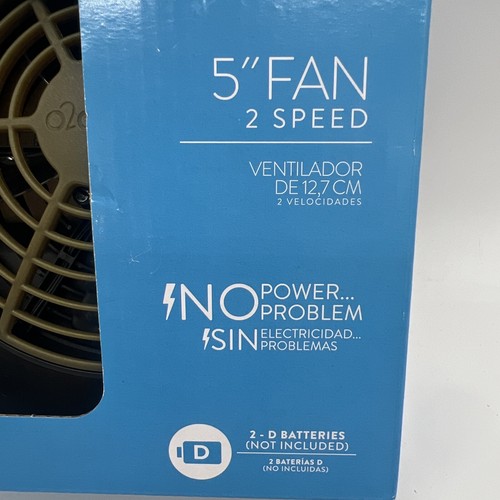 o2c
5" FAN
2 SPEED
VENTILADOR
DE 12,7 CM
2 VELOCIDADES
NO POWER...
PROBLEM
SIN ELECTRICIDAD...
PROBLEMAS
D
2 - D BATTERIES
(NOT INCLUDED)
2 BATERÍAS D
(NO INCLUIDAS)